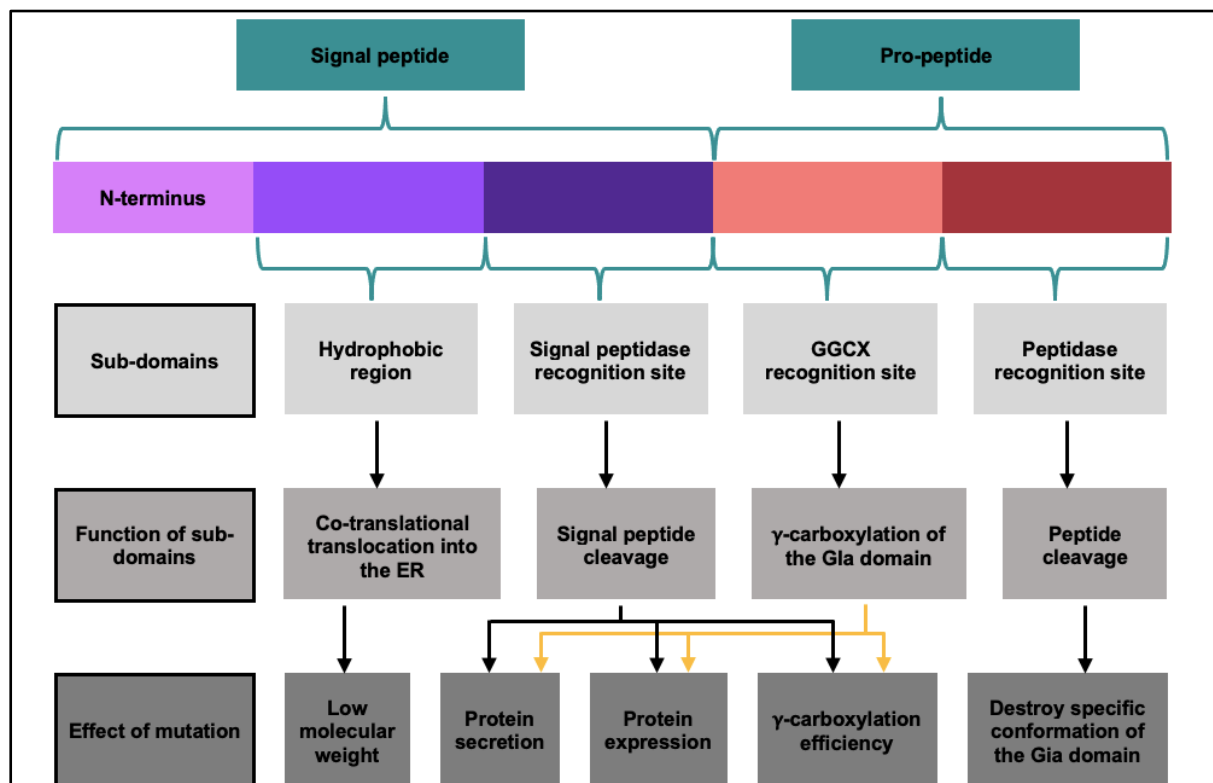 Signal peptide
Pro-peptide
N-terminus
Sub-domains
Hydrophobic
region
Signal peptidase
recognition site
GGCX
recognition site
Peptidase
recognition site
Function of sub-
domains
Co-translational
translocation into
the ER
Signal peptide
cleavage
γ-carboxylation of
the Gla domain
Peptide
cleavage
Effect of mutation
Low
molecular
weight
Protein
secretion
Protein
expression
γ-carboxylation
efficiency
Destroy specific
conformation of
the Gia domain